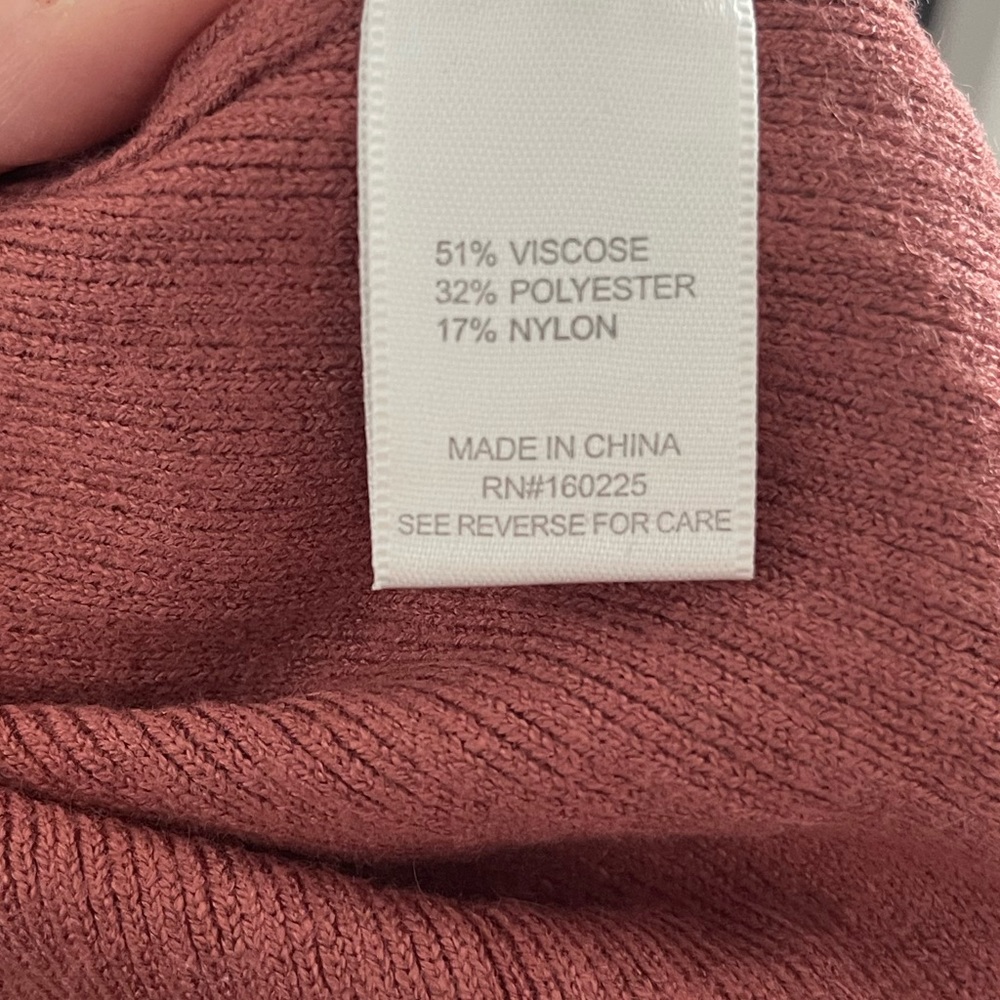 51% VISCOSE
32% POLYESTER
17% NYLON
MADE IN CHINA
RN#160225
SEE REVERSE FOR CARE